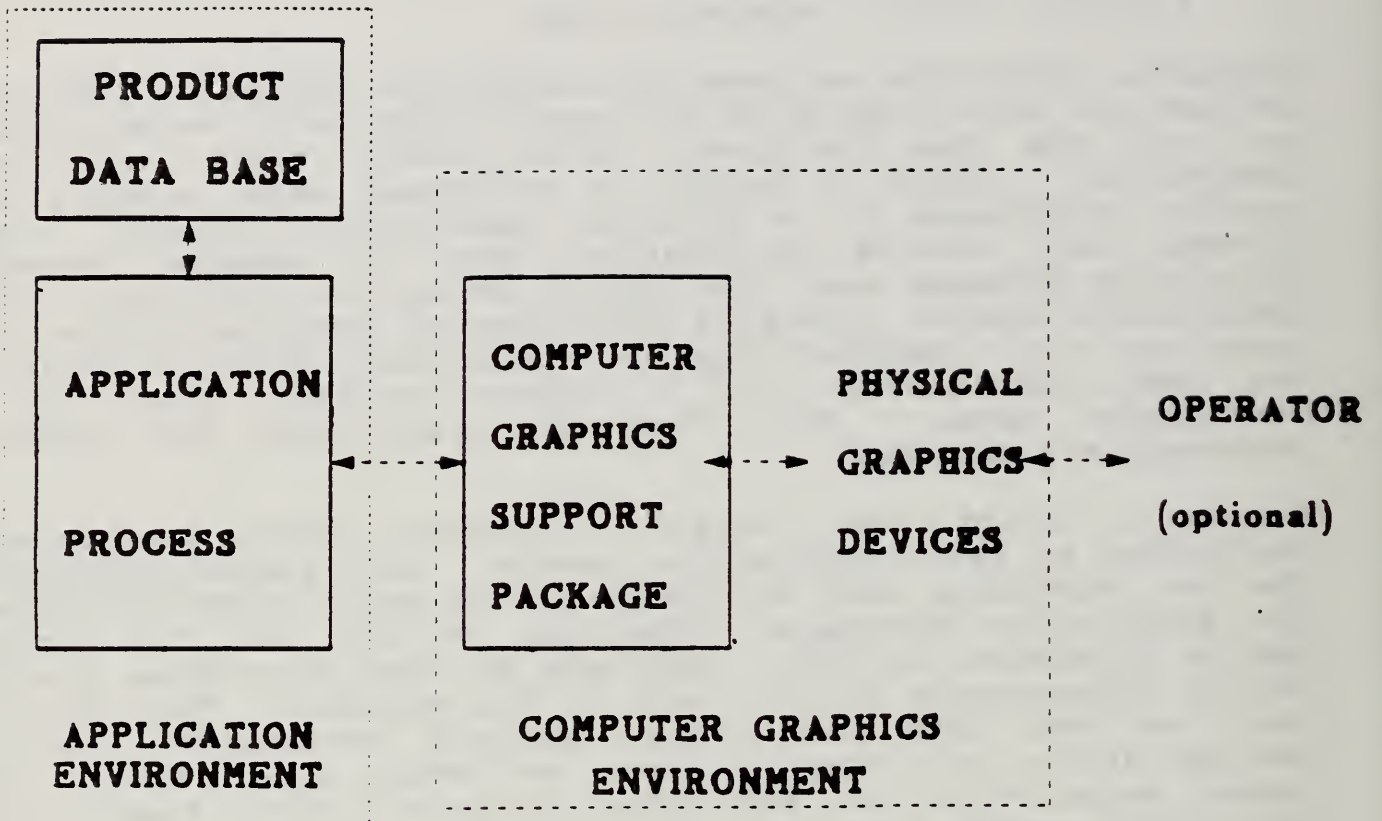 PRODUCT
DATA BASE
APPLICATION
PROCESS
APPLICATION
ENVIRONMENT
COMPUTER
GRAPHICS
SUPPORT
PACKAGE
PHYSICAL
GRAPHICS
DEVICES
COMPUTER GRAPHICS
ENVIRONMENT
OPERATOR
(optional)